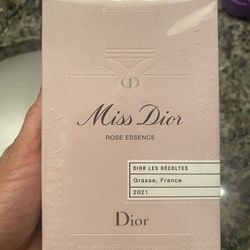 CD
Miss Dior
ROSE ESSENCE
DIOR LES RÉCOLTES
Grasse, France
2021
Dior